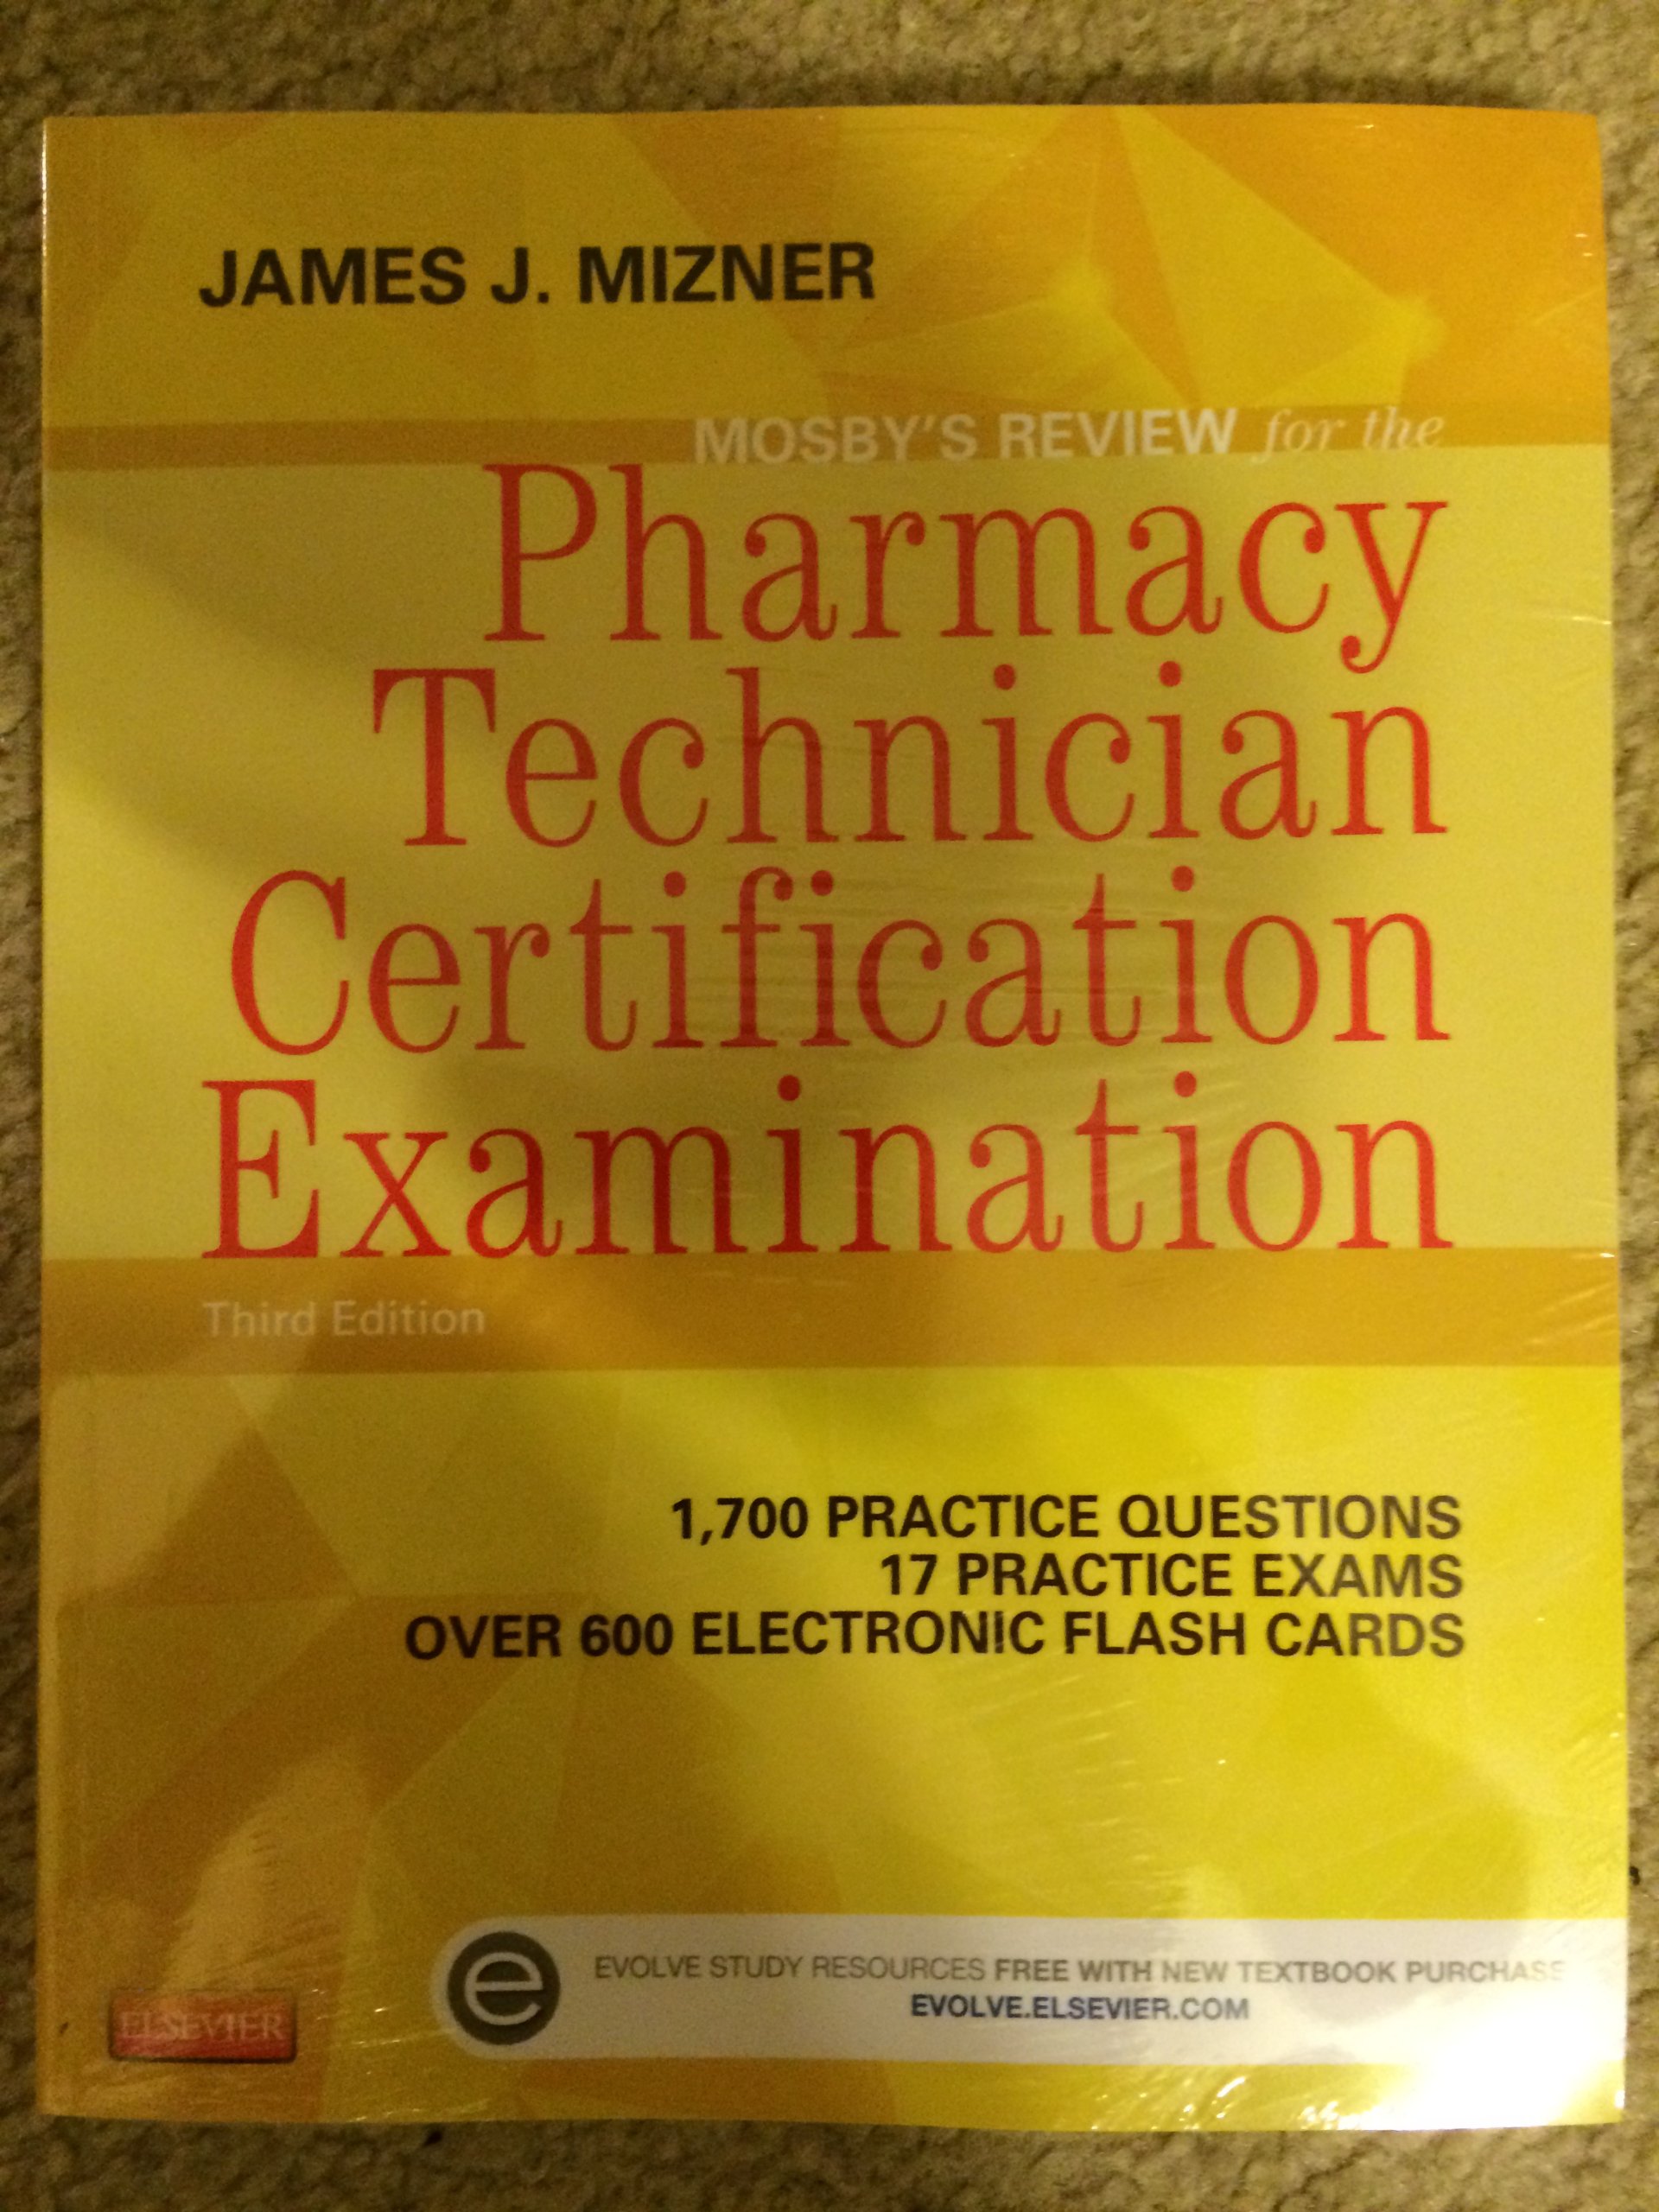 JAMES J. MIZNER
MOSBY'S REVIEW for the
Pharmacy
Technician
Certification
Examination
Third Edition
1,700 PRACTICE QUESTIONS
17 PRACTICE EXAMS
OVER 600 ELECTRONIC FLASH CARDS
e
EVOLVE STUDY RESOURCES FREE WITH NEW TEXTBOOK PURCHASE
EVOLVE.ELSEVIER.COM
ELSEVIER